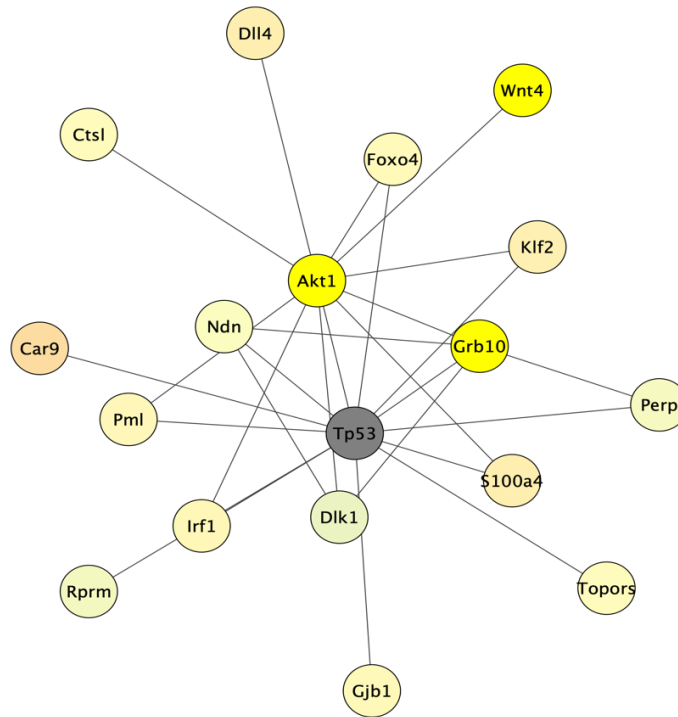 Dll4
Wnt4
Ctsl
Foxo4
Klf2
Akt1
Ndn
Car9
Grb10
Perp
Pml
Tp53
S100a4
Irf1
Dlk1
Rprm
Topors
Gjb1